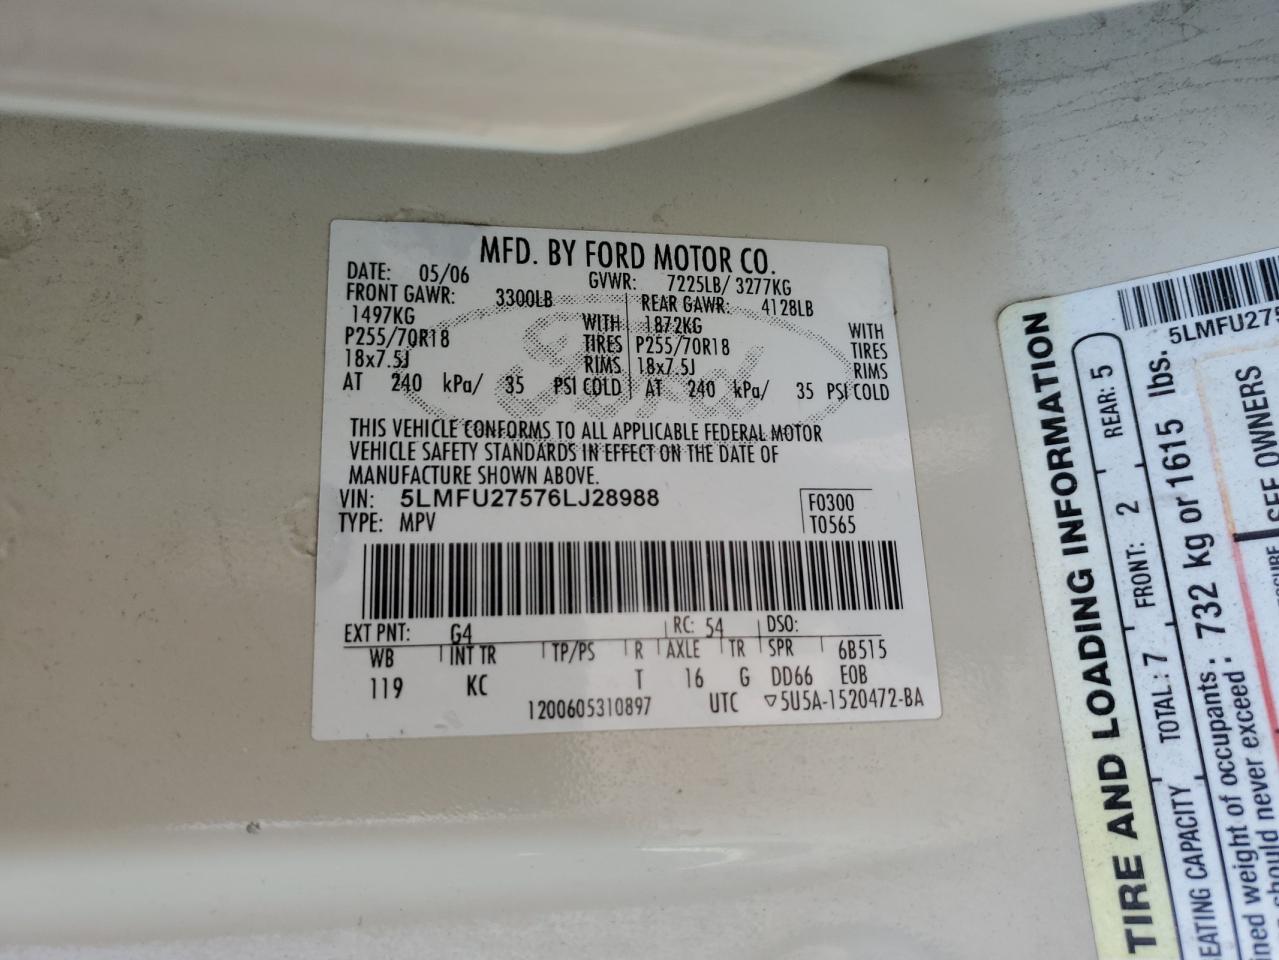 MFD. BY FORD MOTOR CO.
DATE: 05/06 GVWR: 7225LB/ 3277KG
FRONT GAWR: 3300LB REAR GAWR: 4128LB
1497KG WITH 1872KG WITH
P255/70R18 TIRES P255/70R18 TIRES
18x7.5J RIMS 18x7.5J RIMS
AT 240 kPa/ 35 PSI COLD AT 240 kPa/ 35 PSI COLD
Ford
THIS VEHICLE CONFORMS TO ALL APPLICABLE FEDERAL MOTOR
VEHICLE SAFETY STANDARDS IN EFFECT ON THE DATE OF
MANUFACTURE SHOWN ABOVE.
VIN: 5LMFU27576LJ28988 F0300
TYPE: MPV T0565
EXT PNT: G4 RC: 54 DSO:
WB INT TR TP/PS R AXLE TR SPR 6B515
119 KC T 16 G DD66 EOB
1200605310897 UTC ▽5U5A-1520472-BA
5LMFU275
TIRE AND LOADING INFORMATION
EATING CAPACITY TOTAL: 7 FRONT: 2 REAR: 5
ined weight of occupants: 732 kg or 1615 lbs.
should never exceed:
SEE OWNERS